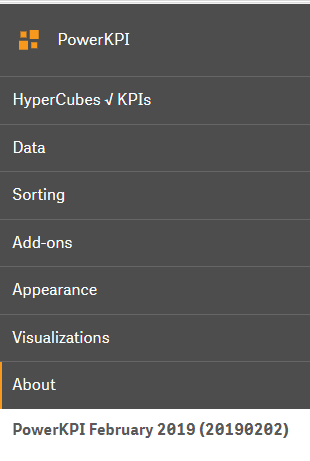 PowerKPI
HyperCubes √ KPIs
Data
Sorting
Add-ons
Appearance
Visualizations
About
PowerKPI February 2019 (20190202)